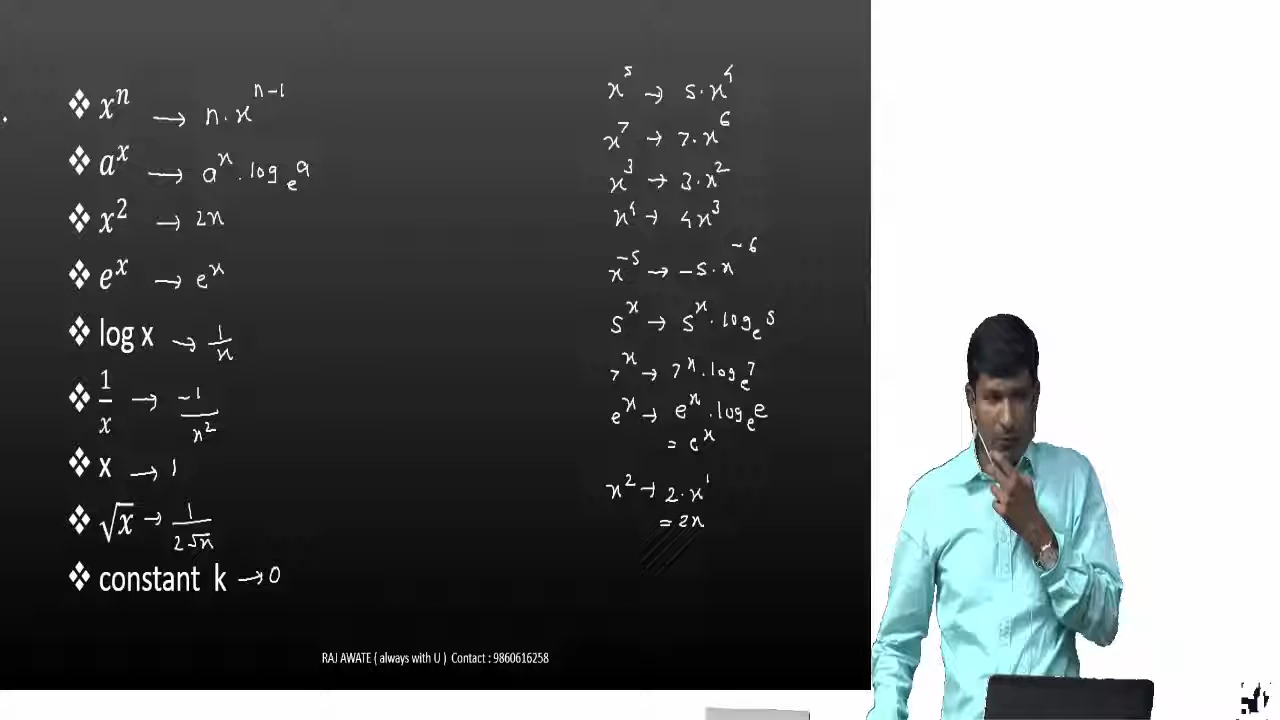 ❖ xⁿ → n·xⁿ⁻¹
❖ aˣ → aˣ·logₑa
❖ x² → 2x
❖ eˣ → eˣ
❖ log x → 1/x
❖ 1/x → -1/x²
❖ x → 1
❖ √x → 1/2√x
❖ constant k → 0
x⁵ → 5·x⁴
x⁷ → 7·x⁶
x³ → 3·x²
x⁴ → 4x³
x⁻⁵ → -5·x⁻⁶
5ˣ → 5ˣ·logₑ5
7ˣ → 7ˣ·logₑ7
eˣ → eˣ·logₑe
= eˣ
x² → 2·x¹
= 2x
RAJ AWATE ( always with U ) Contact : 9860616258